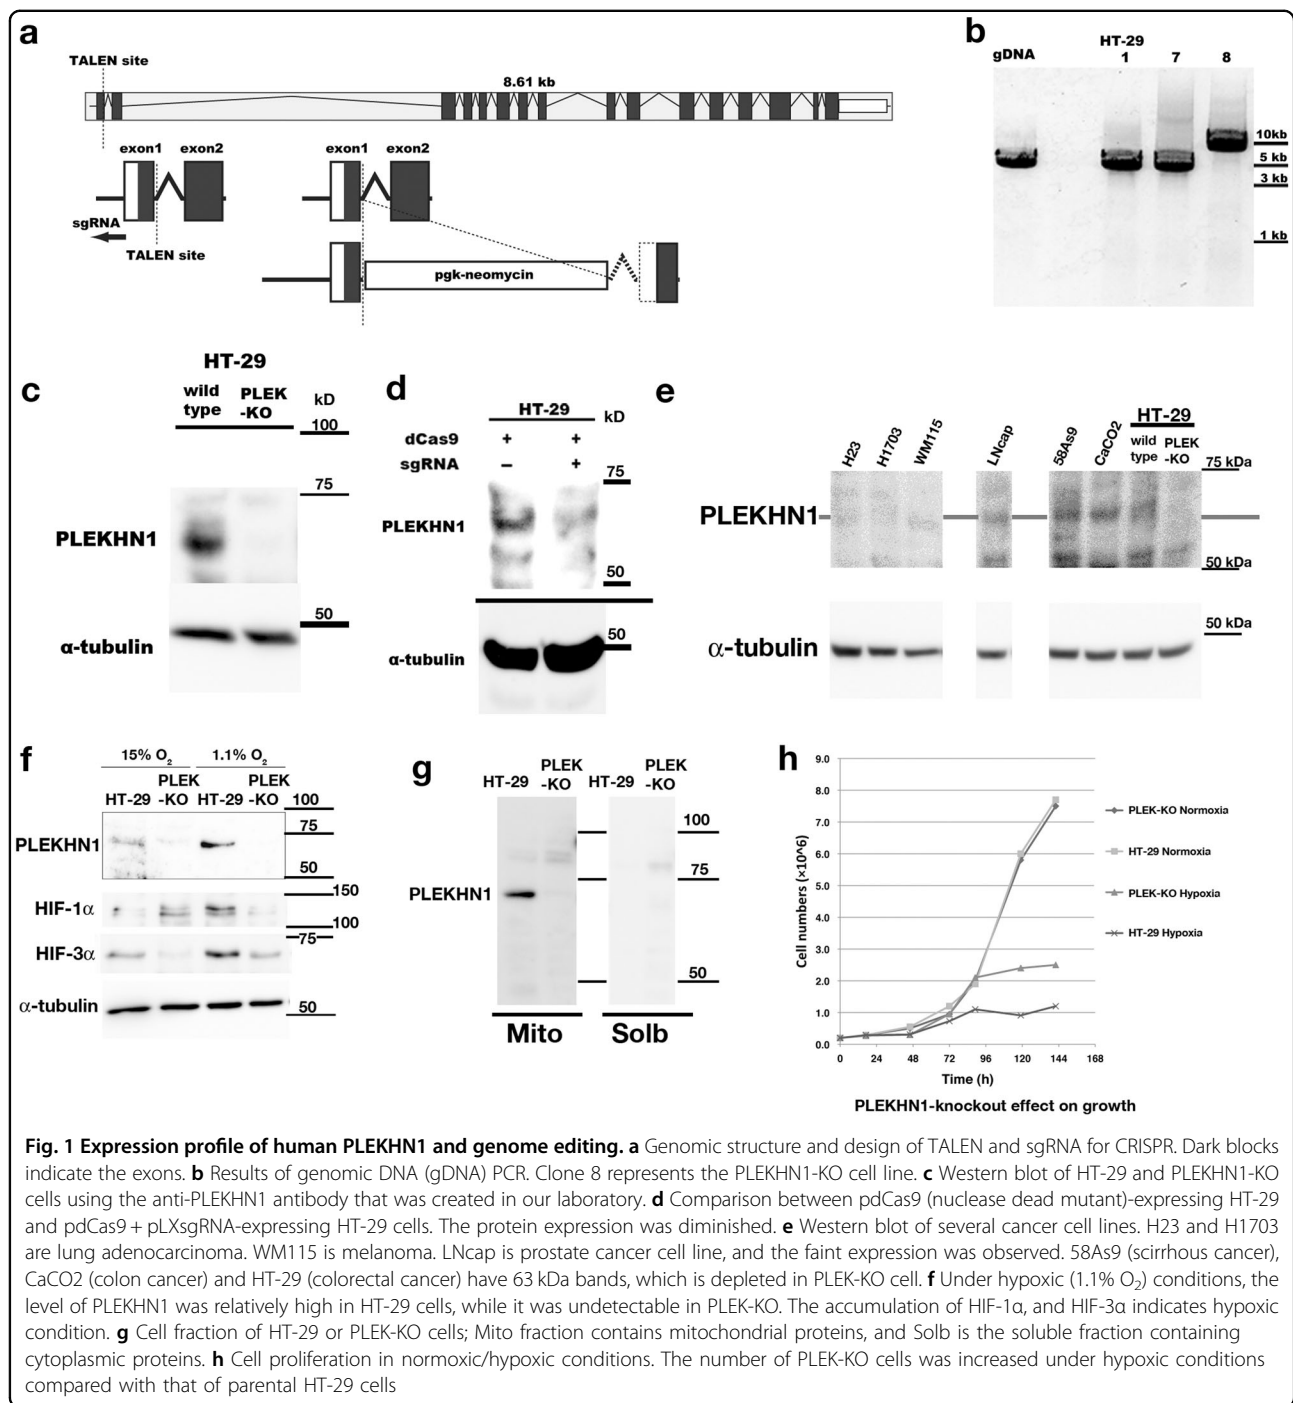 a
TALEN site
8.61 kb
exon1 exon2
sgRNA
TALEN site
exon1 exon2
pgk-neomycin
b
HT-29
gDNA 1 7 8
10kb
5 kb
3 kb
1 kb
c
HT-29
wild type
PLEK -KO
kD
100
75
PLEKHN1
50
α-tubulin
d
HT-29
kD
dCas9 + +
sgRNA – +
75
PLEKHN1
50
50
α-tubulin
e
H23
H1703
WM115
LNcap
58As9
CaCO2
HT-29
wild type
PLEK -KO
75 kDa
PLEKHN1
50 kDa
50 kDa
α-tubulin
f
15% O2 1.1% O2
HT-29 PLEK -KO HT-29 PLEK -KO
100
PLEKHN1
75
50
150
HIF-1α
100
75
HIF-3α
α-tubulin
50
g
HT-29 PLEK -KO HT-29 PLEK -KO
100
75
PLEKHN1
50
Mito Solb
h
9.0
8.0
7.0
6.0
5.0
4.0
3.0
2.0
1.0
0.0
Cell numbers (×10^6)
0 24 48 72 96 120 144 168
Time (h)
PLEK-KO Normoxia
HT-29 Normoxia
PLEK-KO Hypoxia
HT-29 Hypoxia
PLEKHN1-knockout effect on growth
Fig. 1 Expression profile of human PLEKHN1 and genome editing. a Genomic structure and design of TALEN and sgRNA for CRISPR. Dark blocks
indicate the exons. b Results of genomic DNA (gDNA) PCR. Clone 8 represents the PLEKHN1-KO cell line. c Western blot of HT-29 and PLEKHN1-KO
cells using the anti-PLEKHN1 antibody that was created in our laboratory. d Comparison between pdCas9 (nuclease dead mutant)-expressing HT-29
and pdCas9 + pLXsgRNA-expressing HT-29 cells. The protein expression was diminished. e Western blot of several cancer cell lines. H23 and H1703
are lung adenocarcinoma. WM115 is melanoma. LNcap is prostate cancer cell line, and the faint expression was observed. 58As9 (scirrhous cancer),
CaCO2 (colon cancer) and HT-29 (colorectal cancer) have 63 kDa bands, which is depleted in PLEK-KO cell. f Under hypoxic (1.1% O2) conditions, the
level of PLEKHN1 was relatively high in HT-29 cells, while it was undetectable in PLEK-KO. The accumulation of HIF-1α, and HIF-3α indicates hypoxic
condition. g Cell fraction of HT-29 or PLEK-KO cells; Mito fraction contains mitochondrial proteins, and Solb is the soluble fraction containing
cytoplasmic proteins. h Cell proliferation in normoxic/hypoxic conditions. The number of PLEK-KO cells was increased under hypoxic conditions
compared with that of parental HT-29 cells